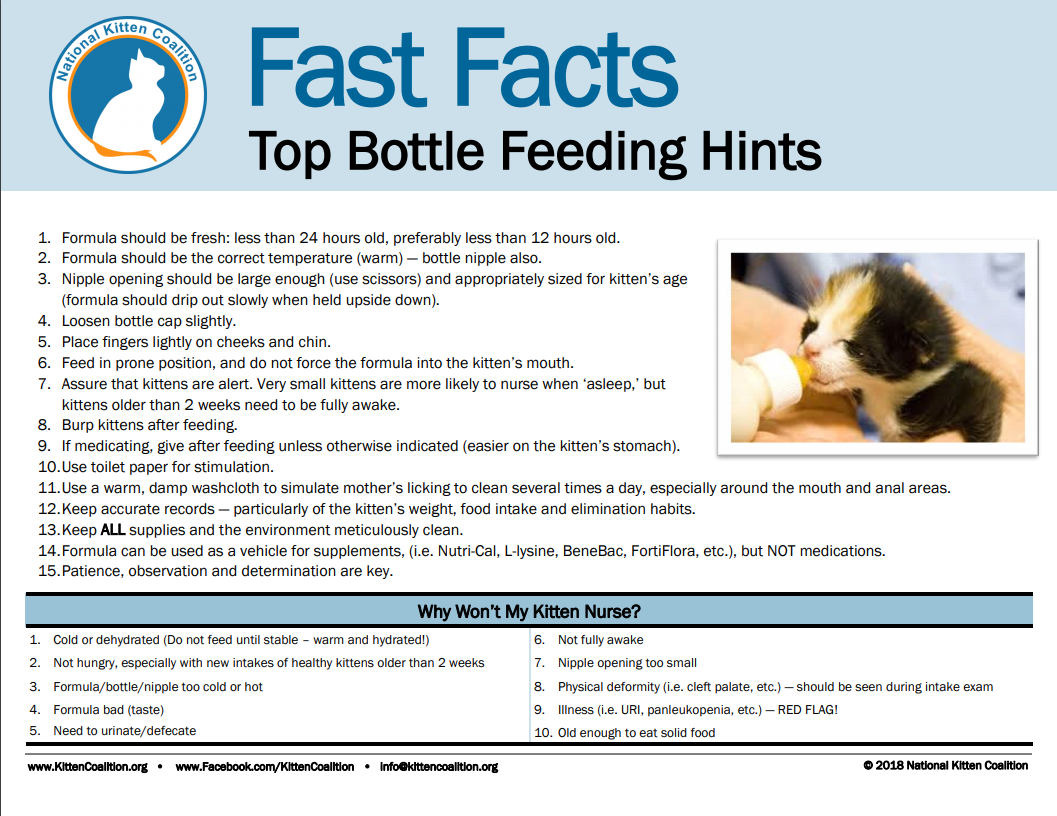 National Kitten Coalition
Fast Facts
Top Bottle Feeding Hints
1. Formula should be fresh: less than 24 hours old, preferably less than 12 hours old.
2. Formula should be the correct temperature (warm) — bottle nipple also.
3. Nipple opening should be large enough (use scissors) and appropriately sized for kitten's age
(formula should drip out slowly when held upside down).
4. Loosen bottle cap slightly.
5. Place fingers lightly on cheeks and chin.
6. Feed in prone position, and do not force the formula into the kitten's mouth.
7. Assure that kittens are alert. Very small kittens are more likely to nurse when ‘asleep,’ but
kittens older than 2 weeks need to be fully awake.
8. Burp kittens after feeding.
9. If medicating, give after feeding unless otherwise indicated (easier on the kitten's stomach).
10.Use toilet paper for stimulation.
11.Use a warm, damp washcloth to simulate mother's licking to clean several times a day, especially around the mouth and anal areas.
12.Keep accurate records — particularly of the kitten's weight, food intake and elimination habits.
13.Keep ALL supplies and the environment meticulously clean.
14.Formula can be used as a vehicle for supplements, (i.e. Nutri-Cal, L-lysine, BeneBac, FortiFlora, etc.), but NOT medications.
15.Patience, observation and determination are key.
Why Won't My Kitten Nurse?
1. Cold or dehydrated (Do not feed until stable – warm and hydrated!)
2. Not hungry, especially with new intakes of healthy kittens older than 2 weeks
3. Formula/bottle/nipple too cold or hot
4. Formula bad (taste)
5. Need to urinate/defecate
6. Not fully awake
7. Nipple opening too small
8. Physical deformity (i.e. cleft palate, etc.) — should be seen during intake exam
9. Illness (i.e. URI, panleukopenia, etc.) — RED FLAG!
10. Old enough to eat solid food
www.KittenCoalition.org • www.Facebook.com/KittenCoalition • info@kittencoalition.org
© 2018 National Kitten Coalition